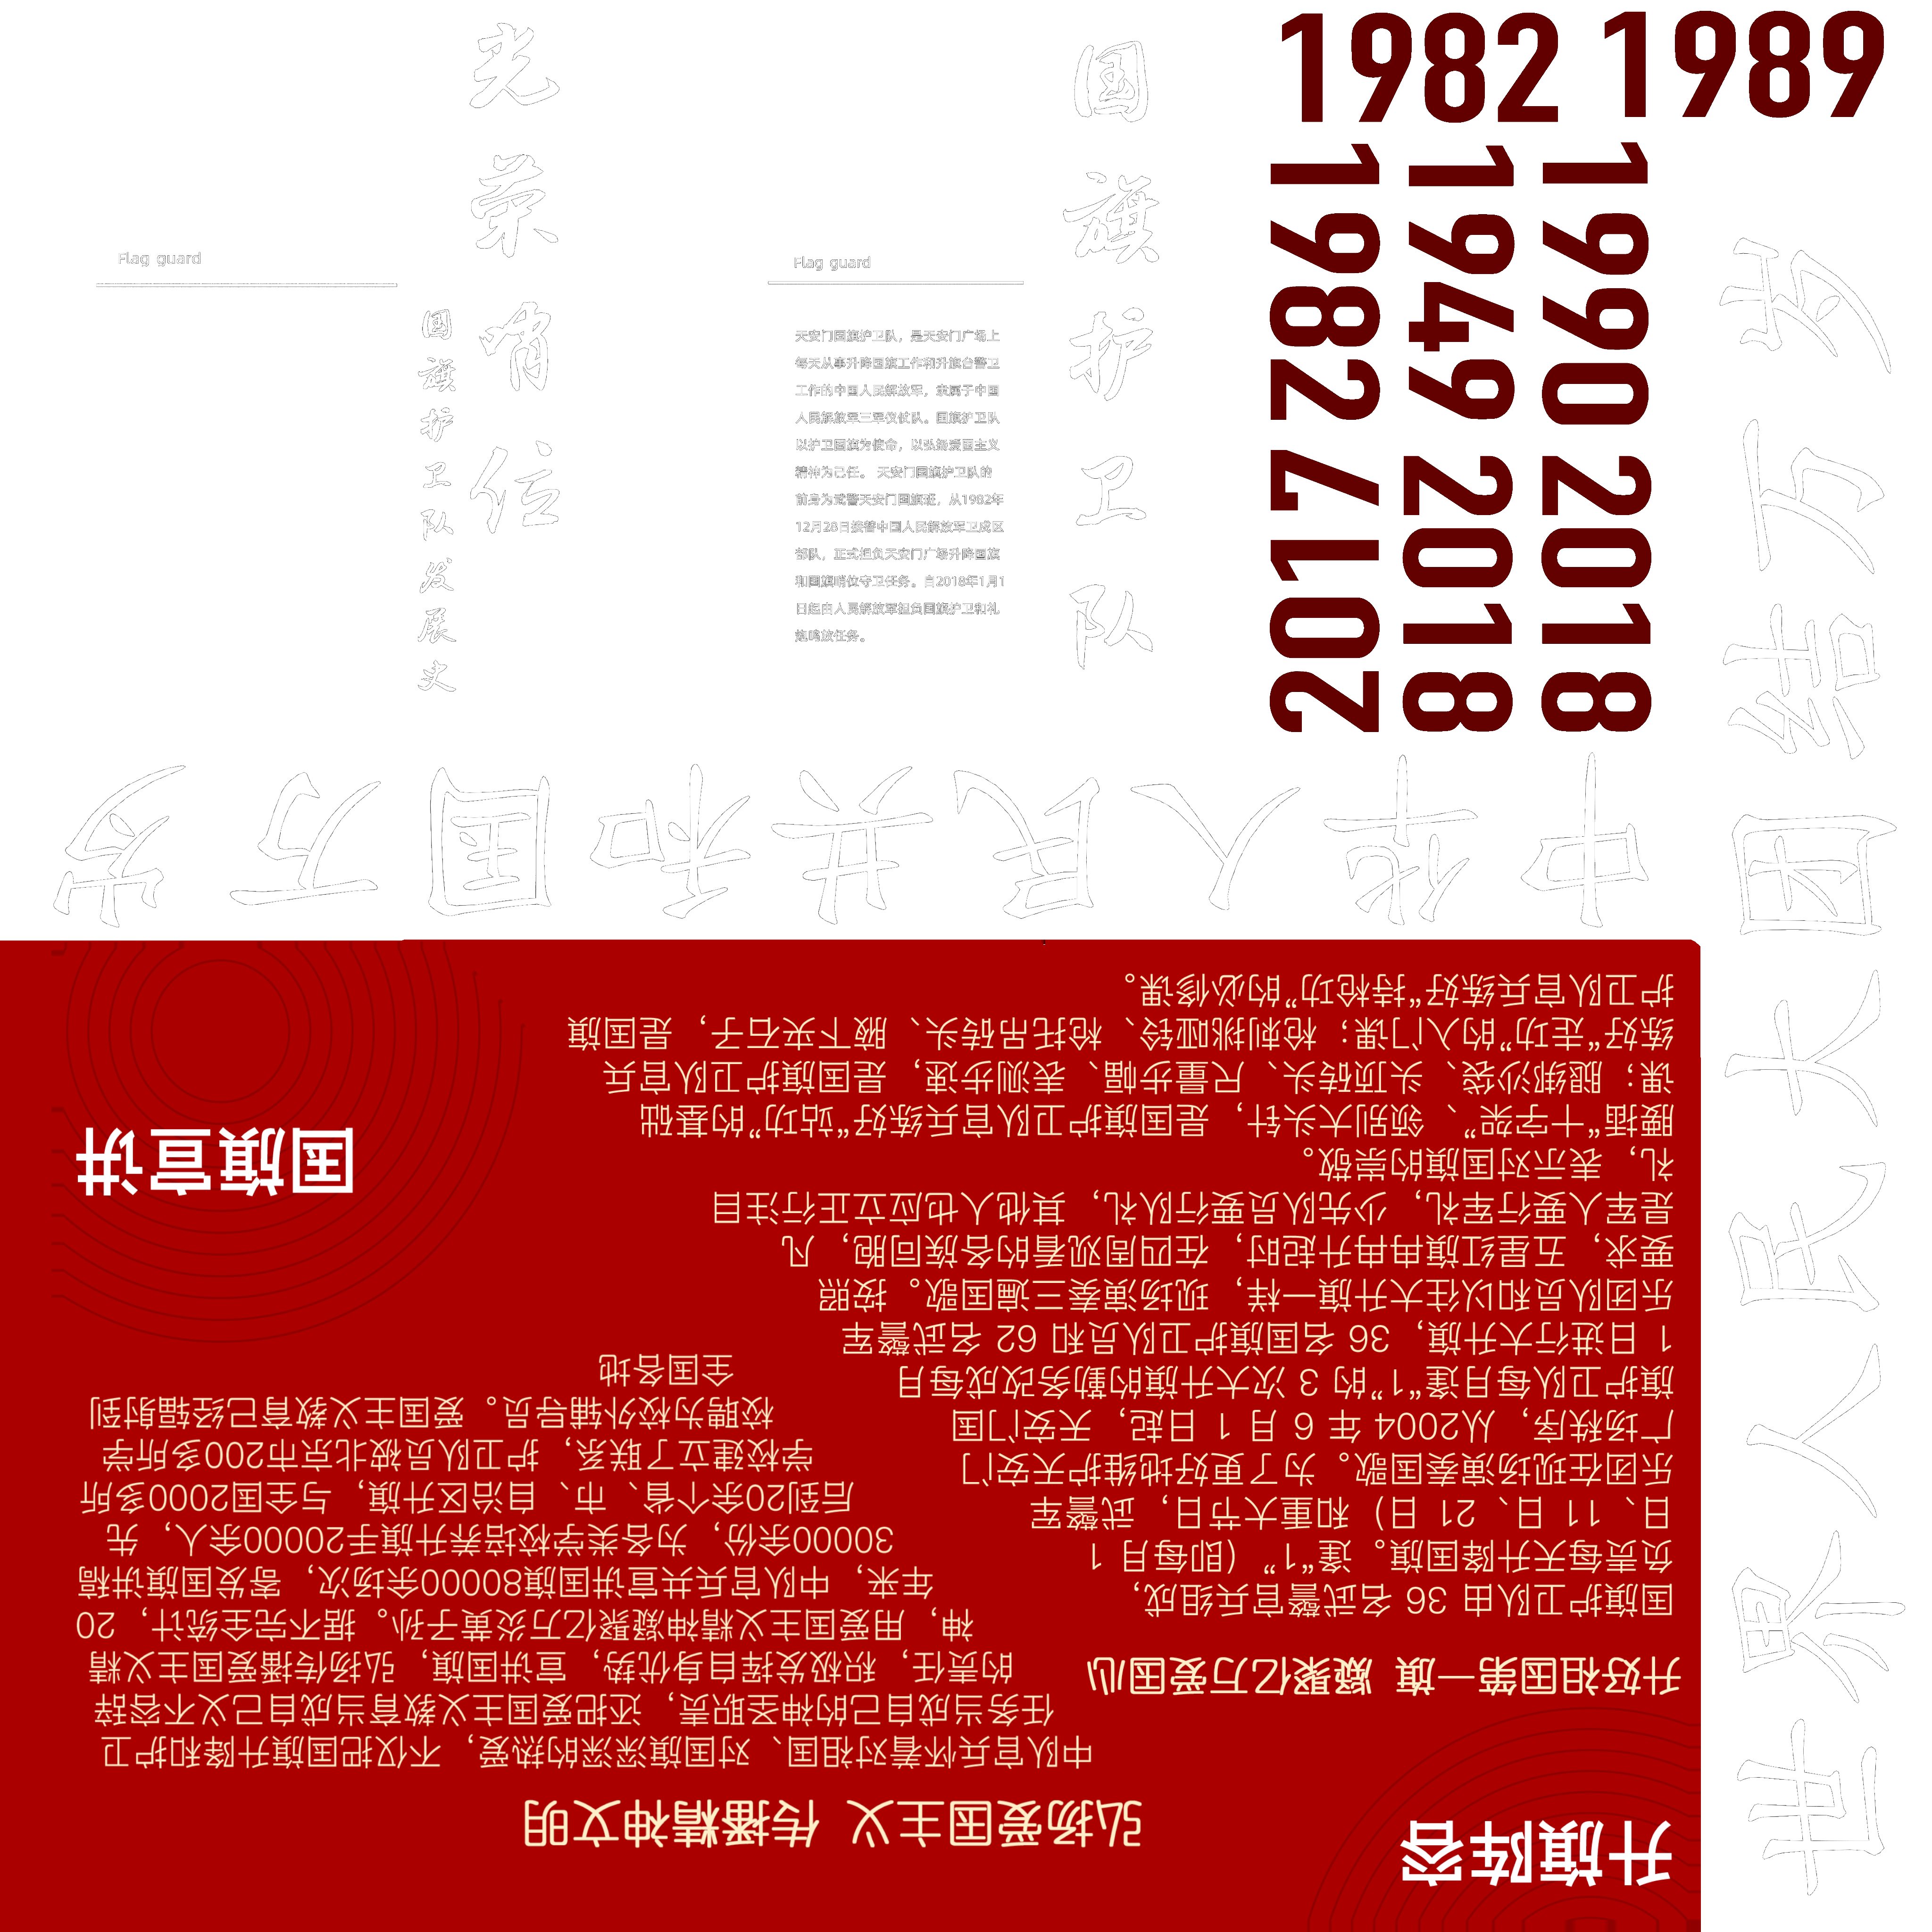 光荣哨位
国旗护卫队发展史
Flag guard
国旗护卫队
Flag guard
天安门国旗护卫队，是天安门广场上
每天从事升降国旗工作和升旗台警卫
工作的中国人民解放军，隶属于中国
人民解放军三军仪仗队。国旗护卫队
以护卫国旗为使命，以弘扬爱国主义
精神为己任。 天安门国旗护卫队的
前身为武警天安门国旗班，从1982年
12月28日接替中国人民解放军卫戍区
部队，正式担负天安门广场升降国旗
和国旗哨位守卫任务。自2018年1月1
日起由人民解放军担负国旗护卫和礼
炮鸣放任务。
1982
1989
1990 2018
1949 2018
1982 7102
中华人民共和国万岁
世界人民大团结万岁
升旗阵容
升好祖国第一旗 凝聚亿万爱国心
国旗护卫队由 36 名武警官兵组成，
负责每天升降国旗。逢“1”（即每月 1
日、11 日、21 日）和重大节日，武警军
乐团在现场演奏国歌。为了更好地维护天安门
广场秩序，从2004 年 6 月 1 日起，天安门国
旗护卫队每月逢“1”的 3 次大升旗的勤务改成每月
1 日进行大升旗，36 名国旗护卫队员和 62 名武警军
乐团队员和以往大升旗一样，现场演奏三遍国歌。按照
要求，五星红旗冉冉升起时，在四周观看的各族同胞，凡
是军人要行军礼，少先队员要行队礼，其他人也应立正行注目
礼，表示对国旗的崇敬。
腰插“十字架”、领别大头针，是国旗护卫队官兵练好“站功”的基础
课；腿绑沙袋、头顶砖头、尺量步幅、表测步速，是国旗护卫队官兵
练好“走功”的入门课；枪刺挑哑铃、枪托吊砖头、腋下夹石子，是国旗
护卫队官兵练好“持枪功”的必修课。
国旗宣讲
弘扬爱国主义 传播精神文明
中队官兵怀着对祖国、对国旗深深的热爱，不仅把国旗升降和护卫
任务当成自己的神圣职责，还把爱国主义教育当成自己义不容辞
的责任，积极发挥自身优势，宣讲国旗，弘扬传播爱国主义精
神，用爱国主义精神凝聚亿万炎黄子孙。据不完全统计，20
年来，中队官兵共宣讲国旗80000余场次，寄发国旗讲稿
30000余份，为各类学校培养升旗手20000余人，先
后到20余个省、市、自治区升旗，与全国2000多所
学校建立了联系，护卫队员被北京市200多所学
校聘为校外辅导员。爱国主义教育已经辐射到
全国各地